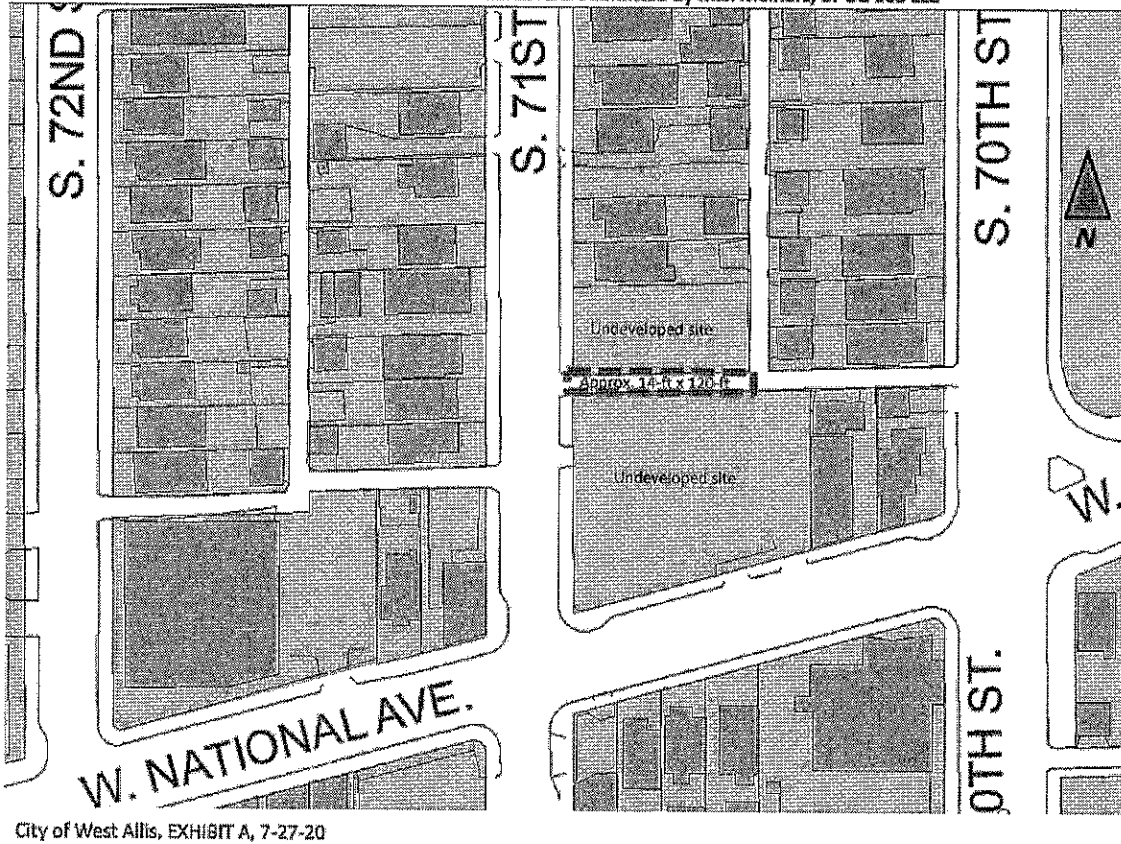 S. 72ND S
S. 71ST
S. 70TH ST
N
Undeveloped site
Approx. 14-ft x 120-ft
Undeveloped site
W.
W. NATIONAL AVE.
0TH ST.
City of West Allis, EXHIBIT A, 7-27-20